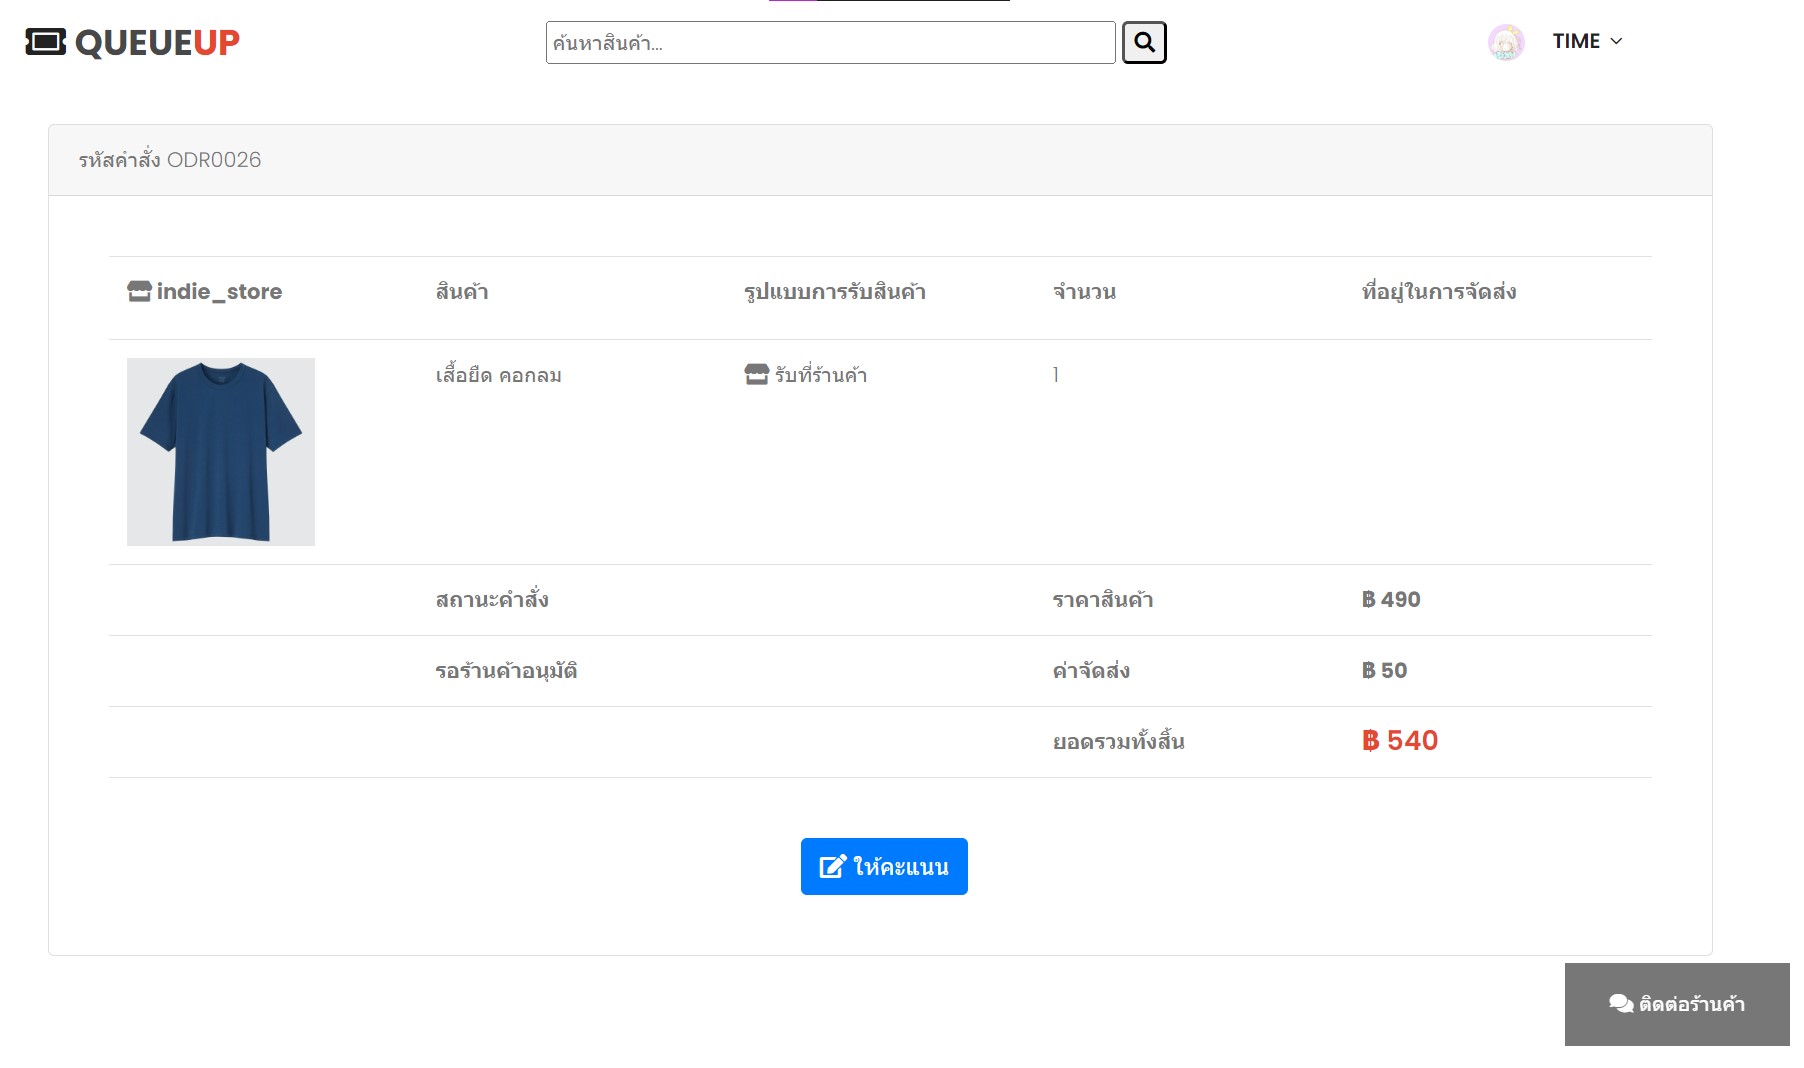 QUEUEUP
ค้นหาสินค้า...
TIME
รหัสคำสั่ง ODR0026
indie_store สินค้า รูปแบบการรับสินค้า จำนวน ที่อยู่ในการจัดส่ง
เสื้อยืด คอกลม รับที่ร้านค้า 1
สถานะคำสั่ง ราคาสินค้า ฿ 490
รอร้านค้าอนุมัติ ค่าจัดส่ง ฿ 50
ยอดรวมทั้งสิ้น ฿ 540
ให้คะแนน
ติดต่อร้านค้า